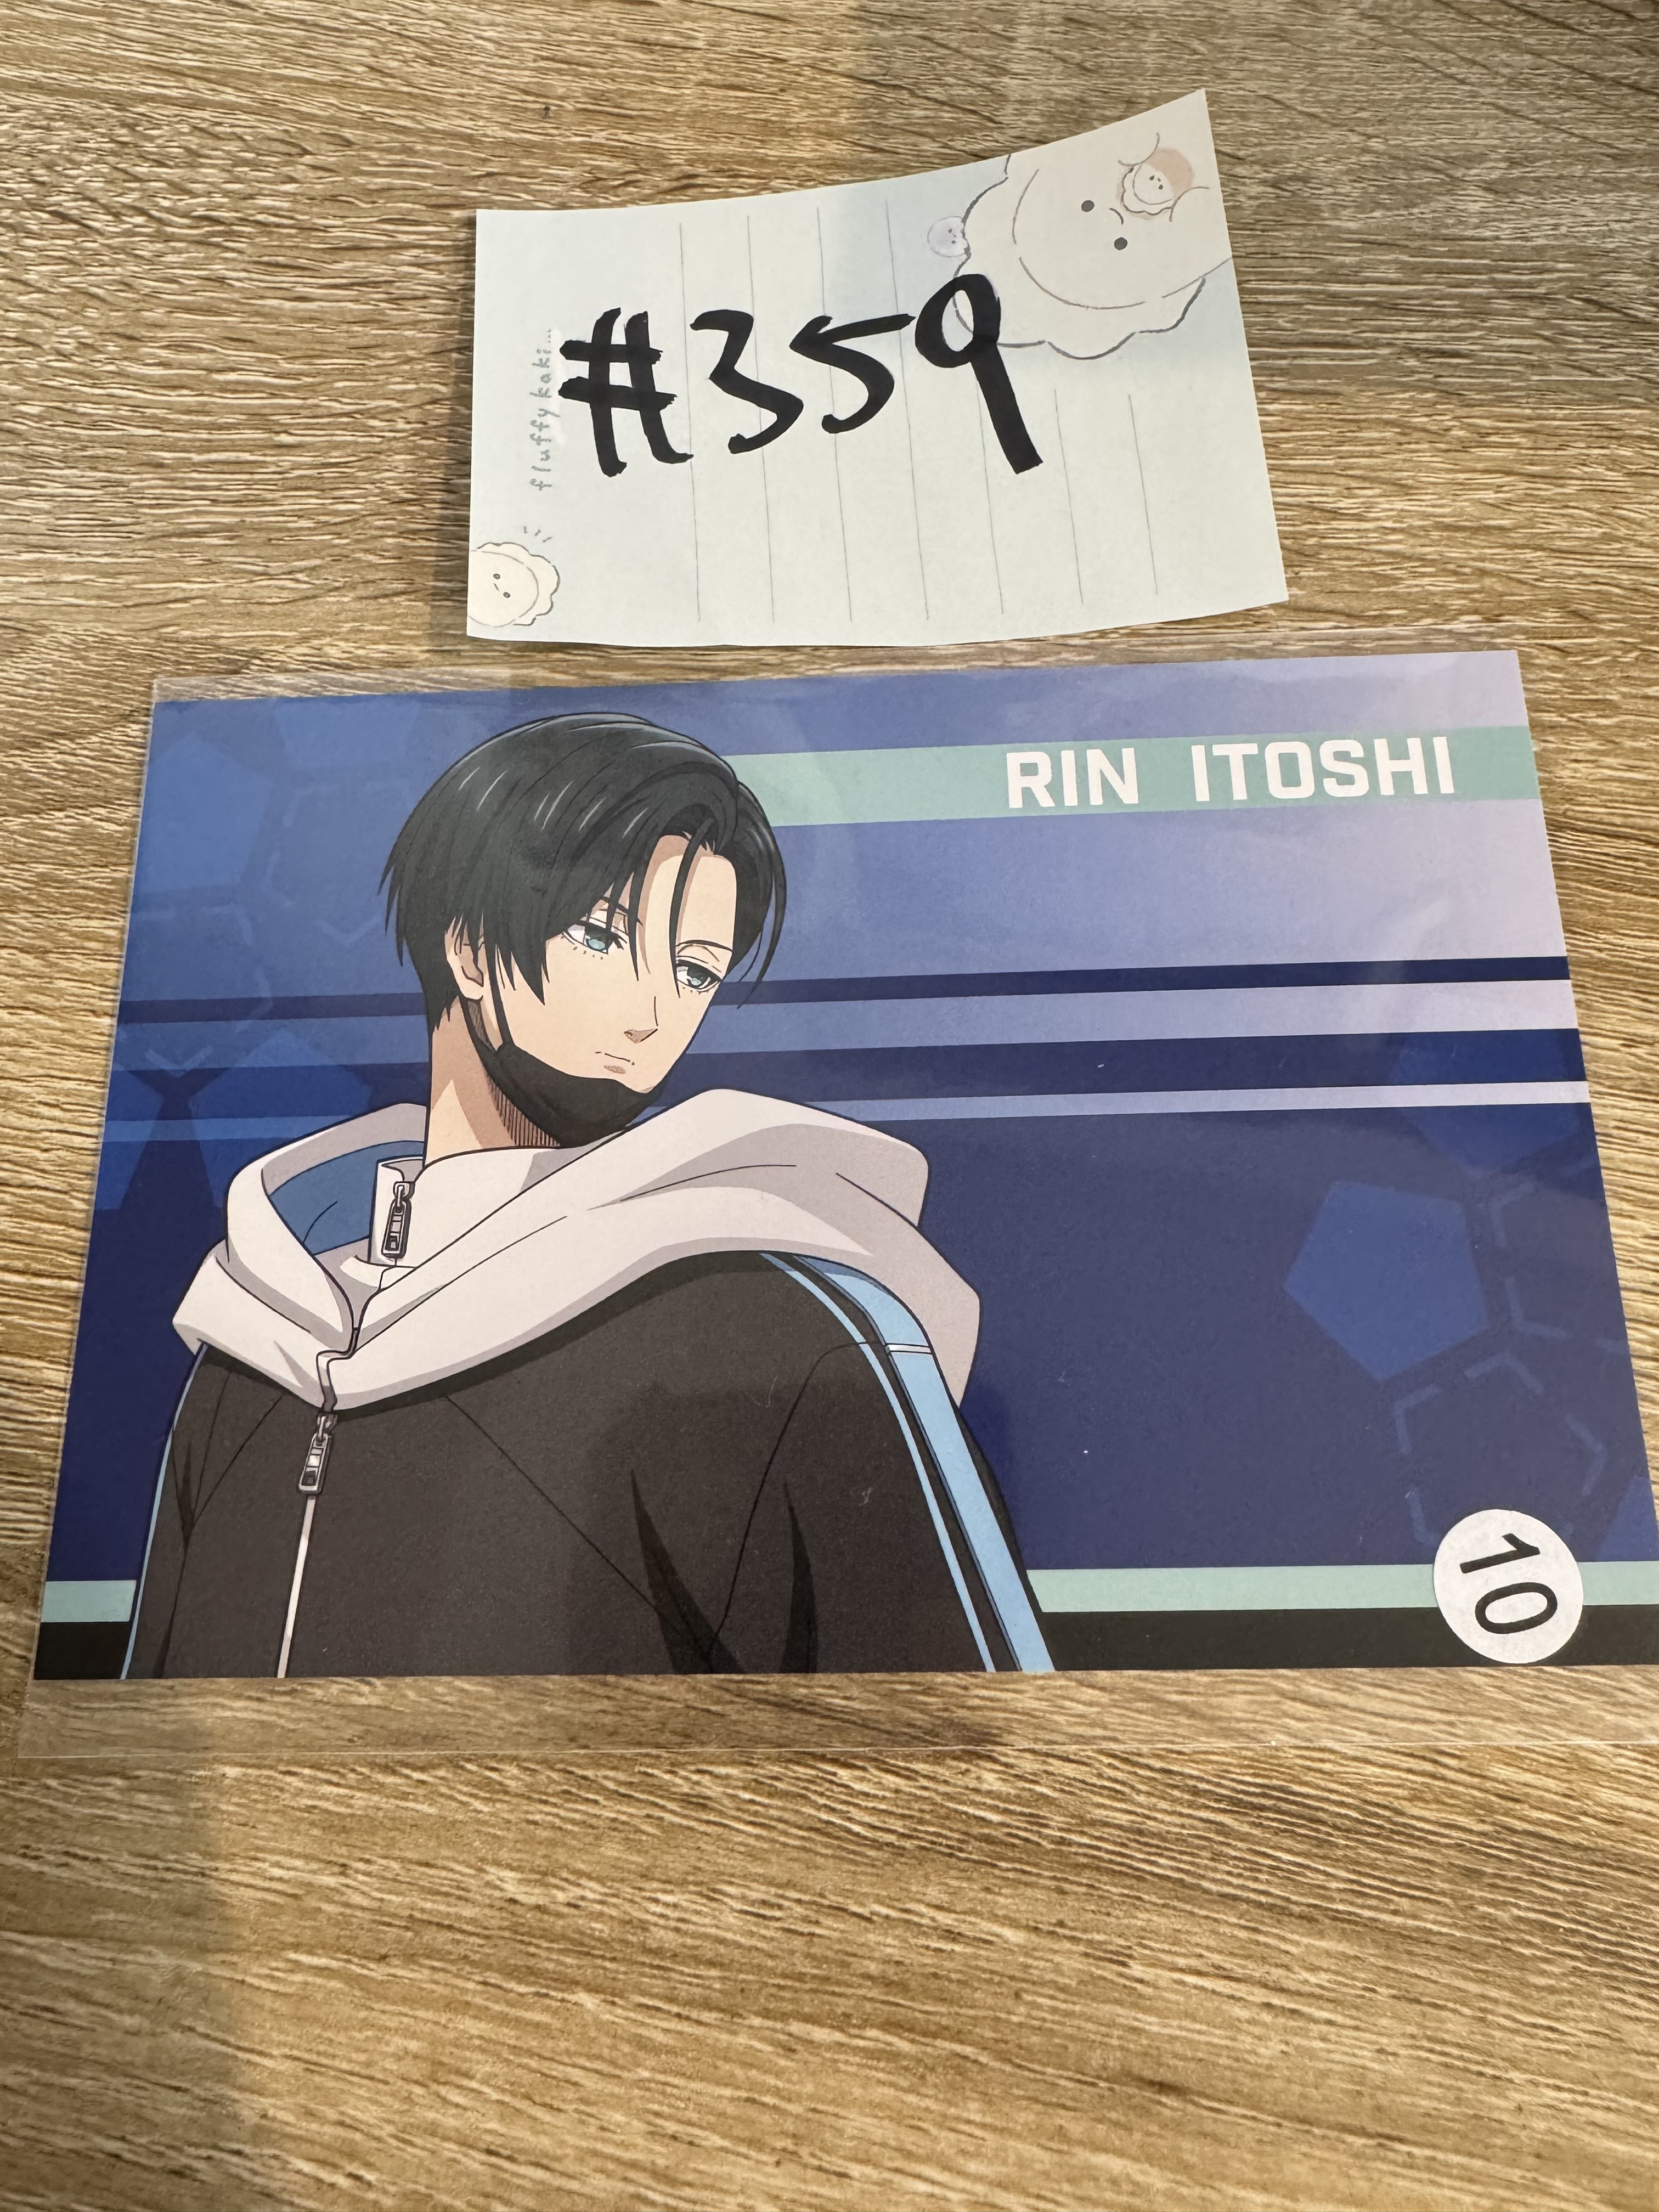 #359
fluffy kaki...
RIN ITOSHI
10